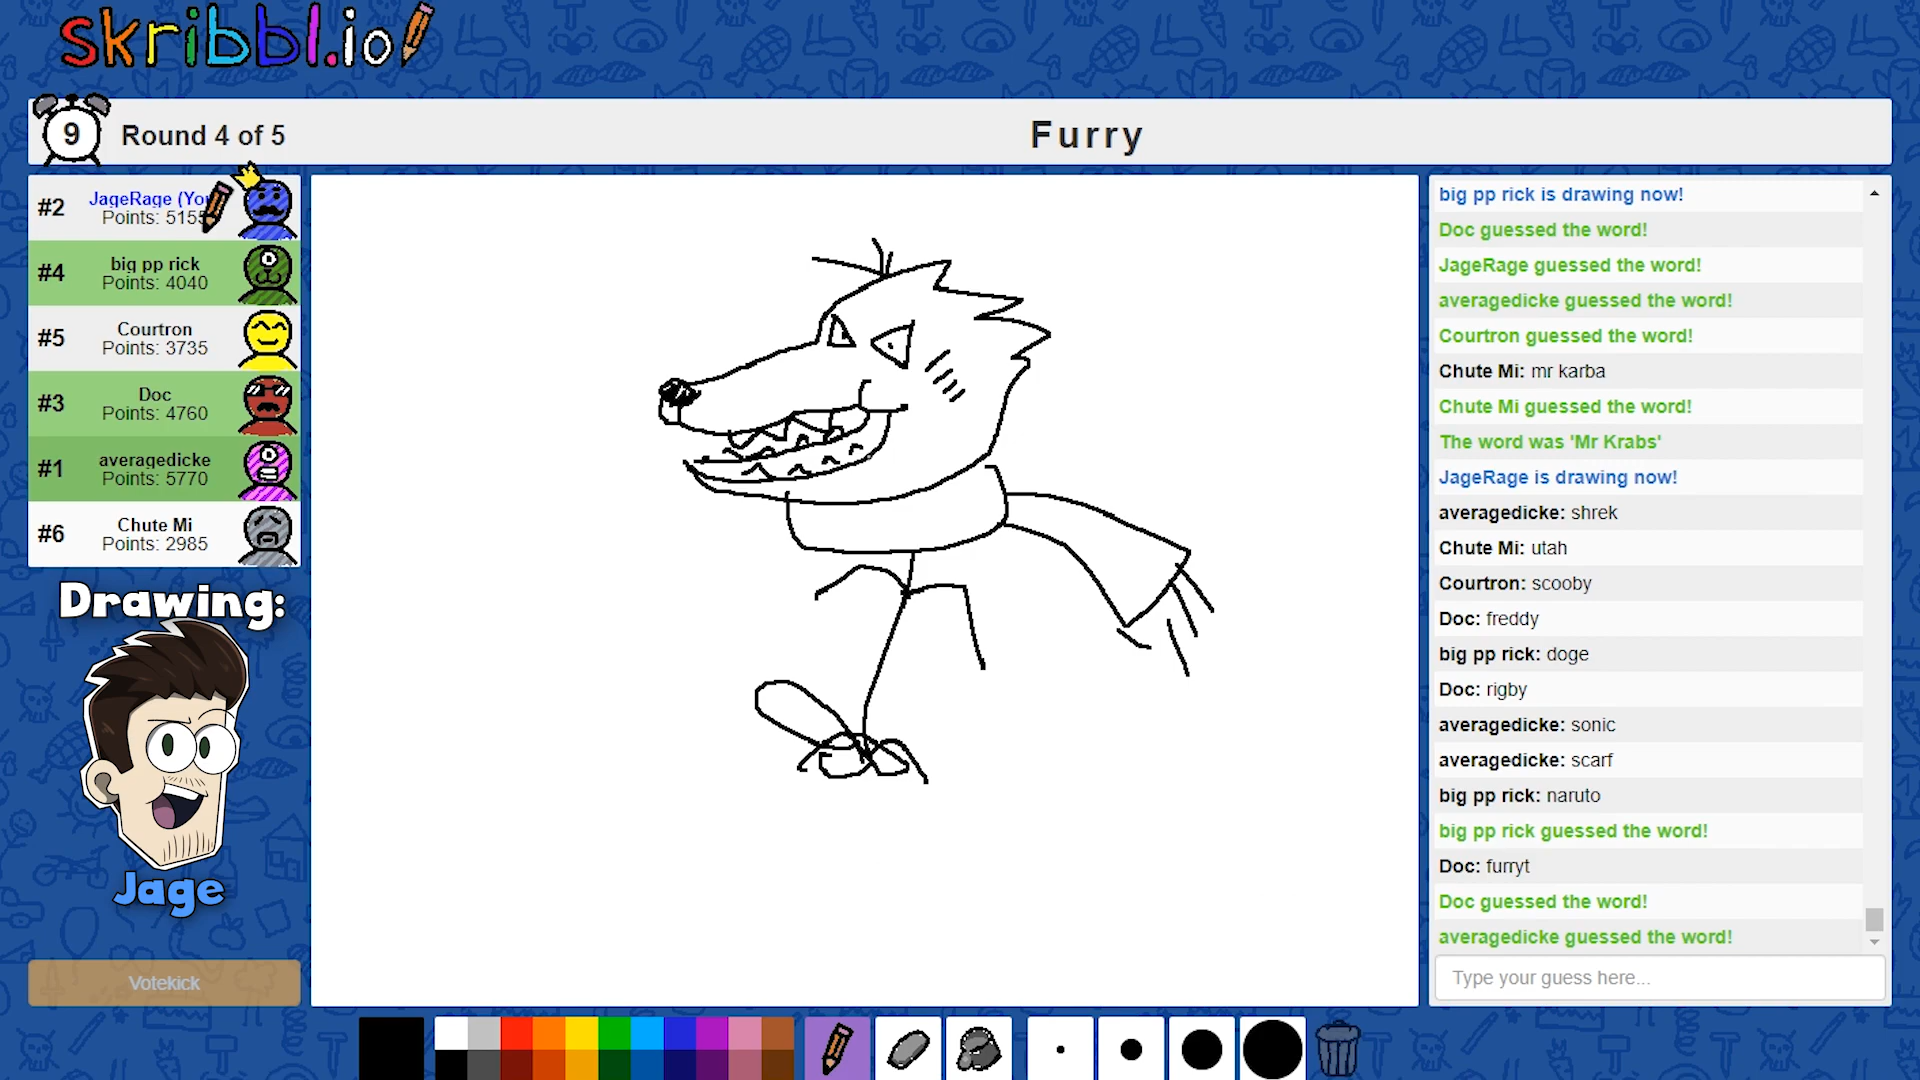 skribbl.io
9
Round 4 of 5
Furry
#2
JageRage (You
Points: 5155
#4
big pp rick
Points: 4040
#5
Courtron
Points: 3735
#3
Doc
Points: 4760
#1
averagedicke
Points: 5770
#6
Chute Mi
Points: 2985
Drawing:
Jage
Votekick
big pp rick is drawing now!
Doc guessed the word!
JageRage guessed the word!
averagedicke guessed the word!
Courtron guessed the word!
Chute Mi: mr karba
Chute Mi guessed the word!
The word was 'Mr Krabs'
JageRage is drawing now!
averagedicke: shrek
Chute Mi: utah
Courtron: scooby
Doc: freddy
big pp rick: doge
Doc: rigby
averagedicke: sonic
averagedicke: scarf
big pp rick: naruto
big pp rick guessed the word!
Doc: furryt
Doc guessed the word!
averagedicke guessed the word!
Type your guess here...